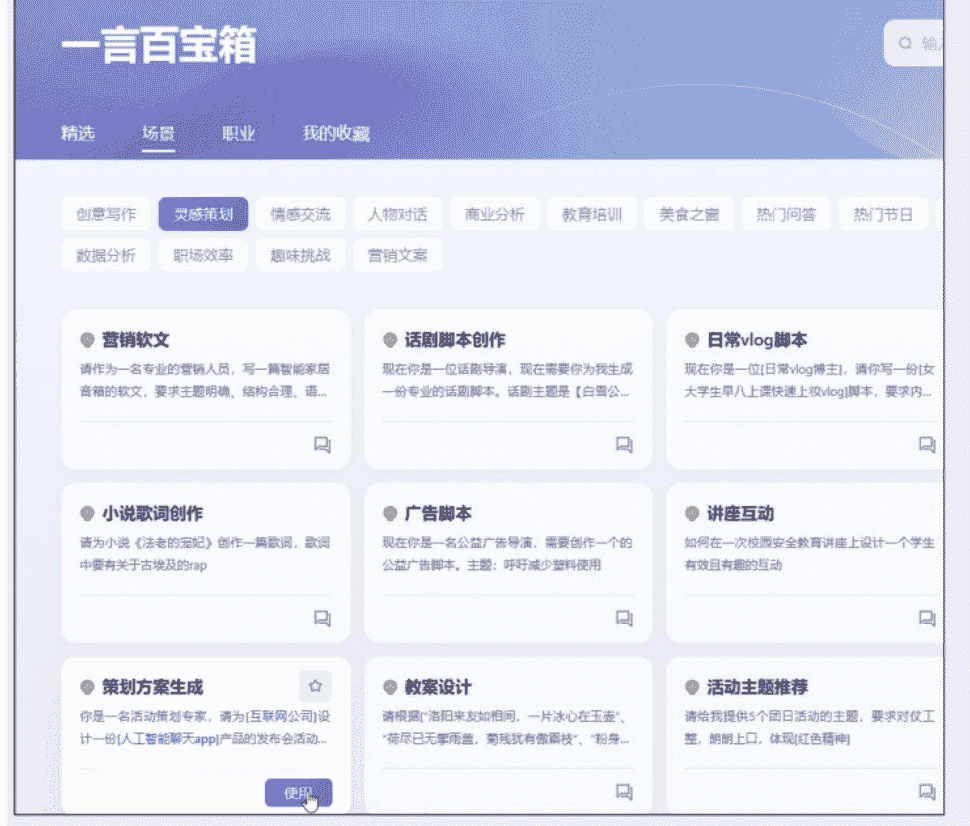 一言百宝箱
输入
精选 场景 职业 我的收藏
创意写作 灵感策划 情感交流 人物对话 商业分析 教育培训 美食之窗 热门问答 热门节日
数据分析 职场效率 趣味挑战 营销文案
营销软文
请作为一名专业的营销人员，写一篇智能家居
音箱的软文，要求主题明确、结构合理、语...
话剧脚本创作
现在你是一位话剧导演，现在需要你为我生成
一份专业的话剧脚本。话剧主题是【白雪公...
日常vlog脚本
现在你是一位[日常vlog博主]，请你写一份[女
大学生早八上课快速上妆vlog]脚本，要求内...
小说歌词创作
请为小说《法老的宠妃》创作一篇歌词，歌词
中要有关于古埃及的rap
广告脚本
现在你是一名公益广告导演，需要创作一个的
公益广告脚本。主题：呼吁减少塑料使用
讲座互动
如何在一次校园安全教育讲座上设计一个学生
有效且有趣的互动
策划方案生成
你是一名活动策划专家，请为[互联网公司]设
计一份[人工智能聊天app]产品的发布会活动...
使用
教案设计
请根据["洛阳亲友如相问，一片冰心在玉壶"、
"荷尽已无擎雨盖，菊残犹有傲霜枝"、"粉身...
活动主题推荐
请给我提供5个团日活动的主题，要求对仗工
整，朗朗上口，体现[红色精神]